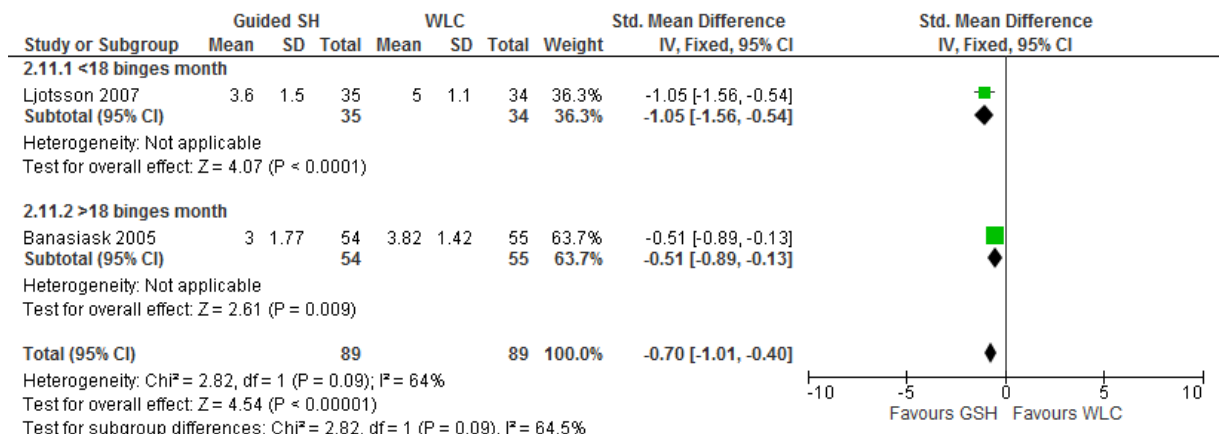 Guided SH WLC Std. Mean Difference Std. Mean Difference
Study or Subgroup Mean SD Total Mean SD Total Weight IV, Fixed, 95% CI IV, Fixed, 95% CI
2.11.1 <18 binges month
Ljotsson 2007 3.6 1.5 35 5 1.1 34 36.3% -1.05 [-1.56, -0.54]
Subtotal (95% CI) 35 34 36.3% -1.05 [-1.56, -0.54]
Heterogeneity: Not applicable
Test for overall effect: Z = 4.07 (P < 0.0001)
2.11.2 >18 binges month
Banasiask 2005 3 1.77 54 3.82 1.42 55 63.7% -0.51 [-0.89, -0.13]
Subtotal (95% CI) 54 55 63.7% -0.51 [-0.89, -0.13]
Heterogeneity: Not applicable
Test for overall effect: Z = 2.61 (P = 0.009)
Total (95% CI) 89 89 100.0% -0.70 [-1.01, -0.40]
Heterogeneity: Chi² = 2.82, df = 1 (P = 0.09); I² = 64%
Test for overall effect: Z = 4.54 (P < 0.00001)
Test for subgroup differences: Chi² = 2.82, df = 1 (P = 0.09), I² = 64.5%
-10 -5 0 5 10
Favours GSH Favours WLC